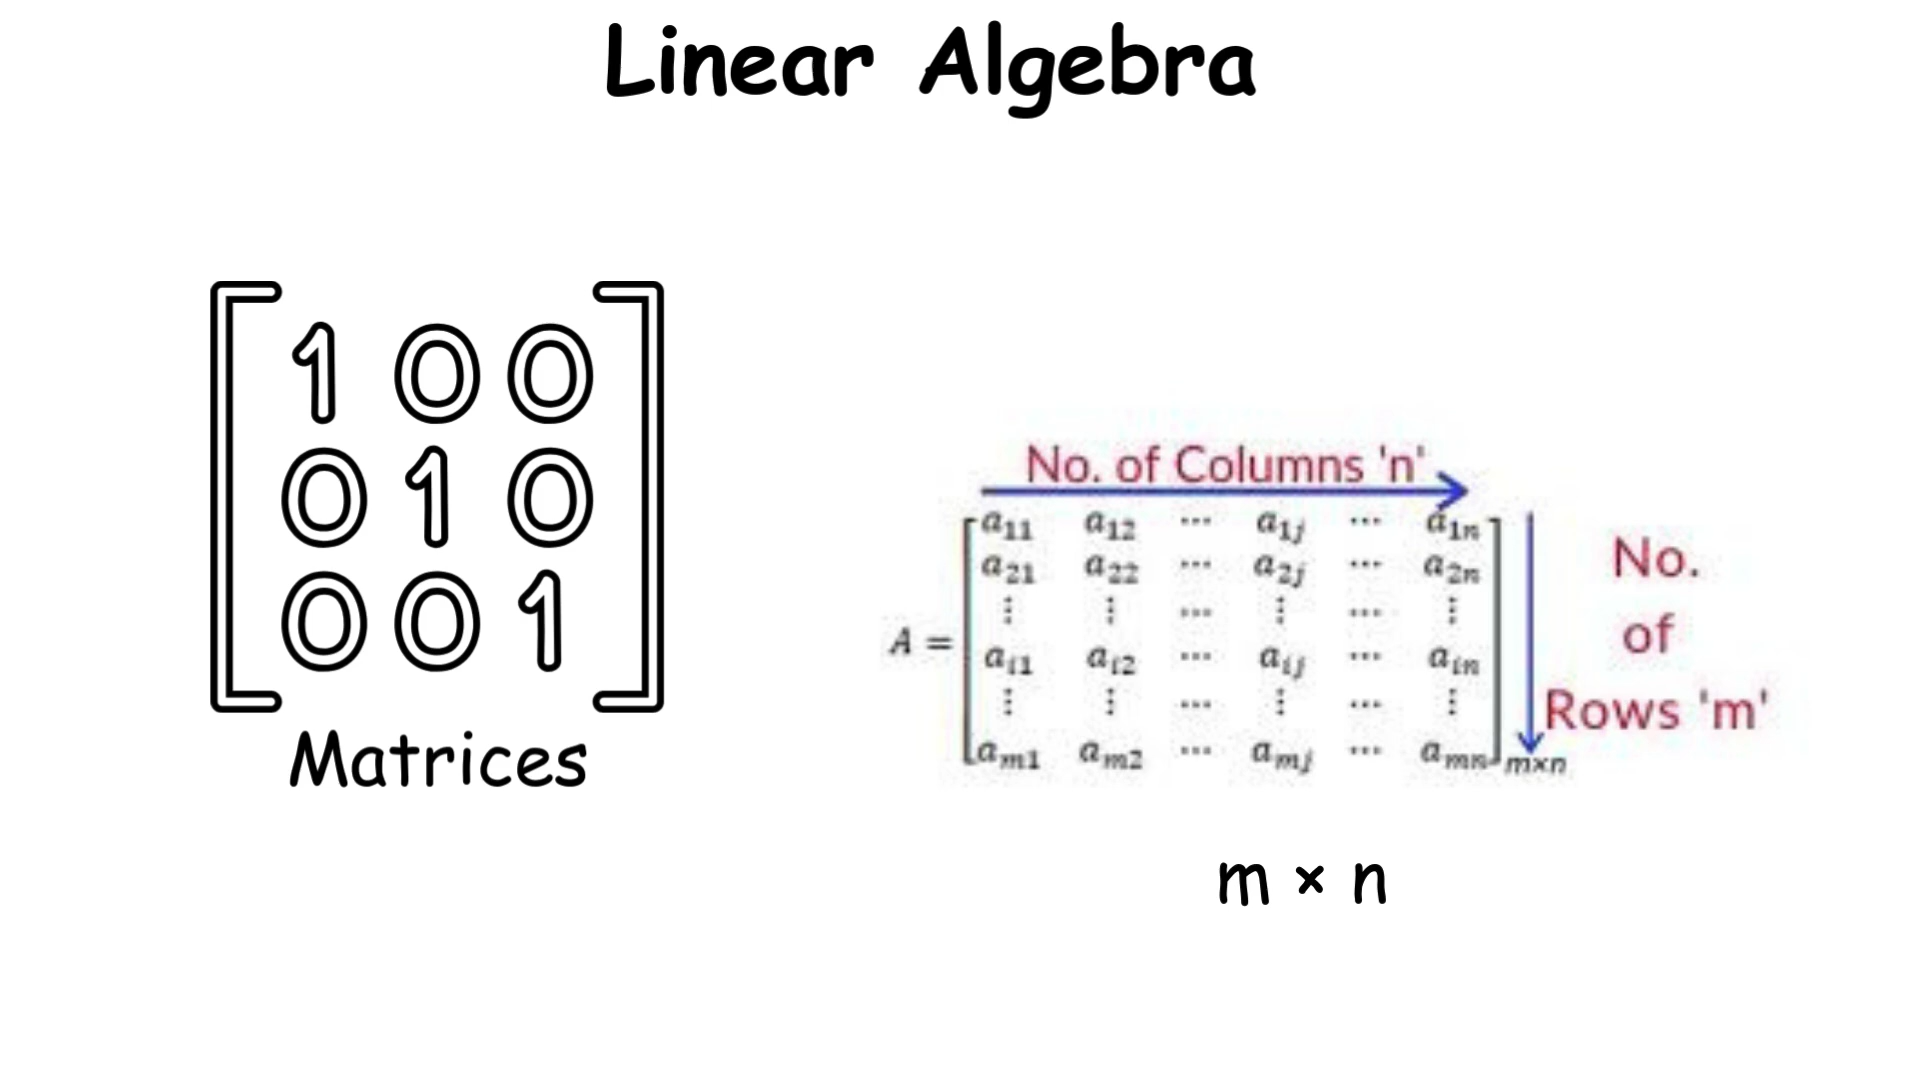 Linear Algebra
1 0 0
0 1 0
0 0 1
Matrices
No. of Columns 'n'
A =
a11 a12 ... a1j ... a1n
a21 a22 ... a2j ... a2n
⋮ ⋮ ... ⋮ ... ⋮
ai1 ai2 ... aij ... ain
⋮ ⋮ ... ⋮ ... ⋮
am1 am2 ... amj ... amn
m×n
No.
of
Rows 'm'
m × n